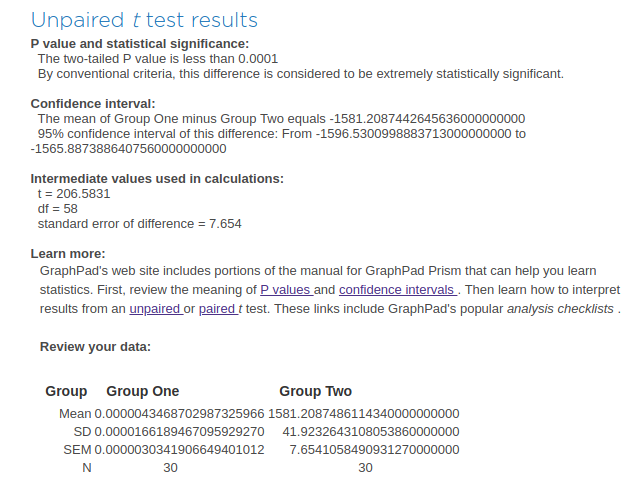 Unpaired t test results
P value and statistical significance:
The two-tailed P value is less than 0.0001
By conventional criteria, this difference is considered to be extremely statistically significant.
Confidence interval:
The mean of Group One minus Group Two equals -1581.2087442645636000000000
95% confidence interval of this difference: From -1596.5300998883713000000000 to
-1565.8873886407560000000000
Intermediate values used in calculations:
t = 206.5831
df = 58
standard error of difference = 7.654
Learn more:
GraphPad's web site includes portions of the manual for GraphPad Prism that can help you learn
statistics. First, review the meaning of P values and confidence intervals . Then learn how to interpret
results from an unpaired or paired t test. These links include GraphPad's popular analysis checklists .
Review your data:
Group Group One Group Two
Mean 0.0000043468702987325966 1581.2087486114340000000000
SD 0.0000166189467095929270 41.9232643108053860000000
SEM 0.0000030341906649401012 7.6541058490931270000000
N 30 30